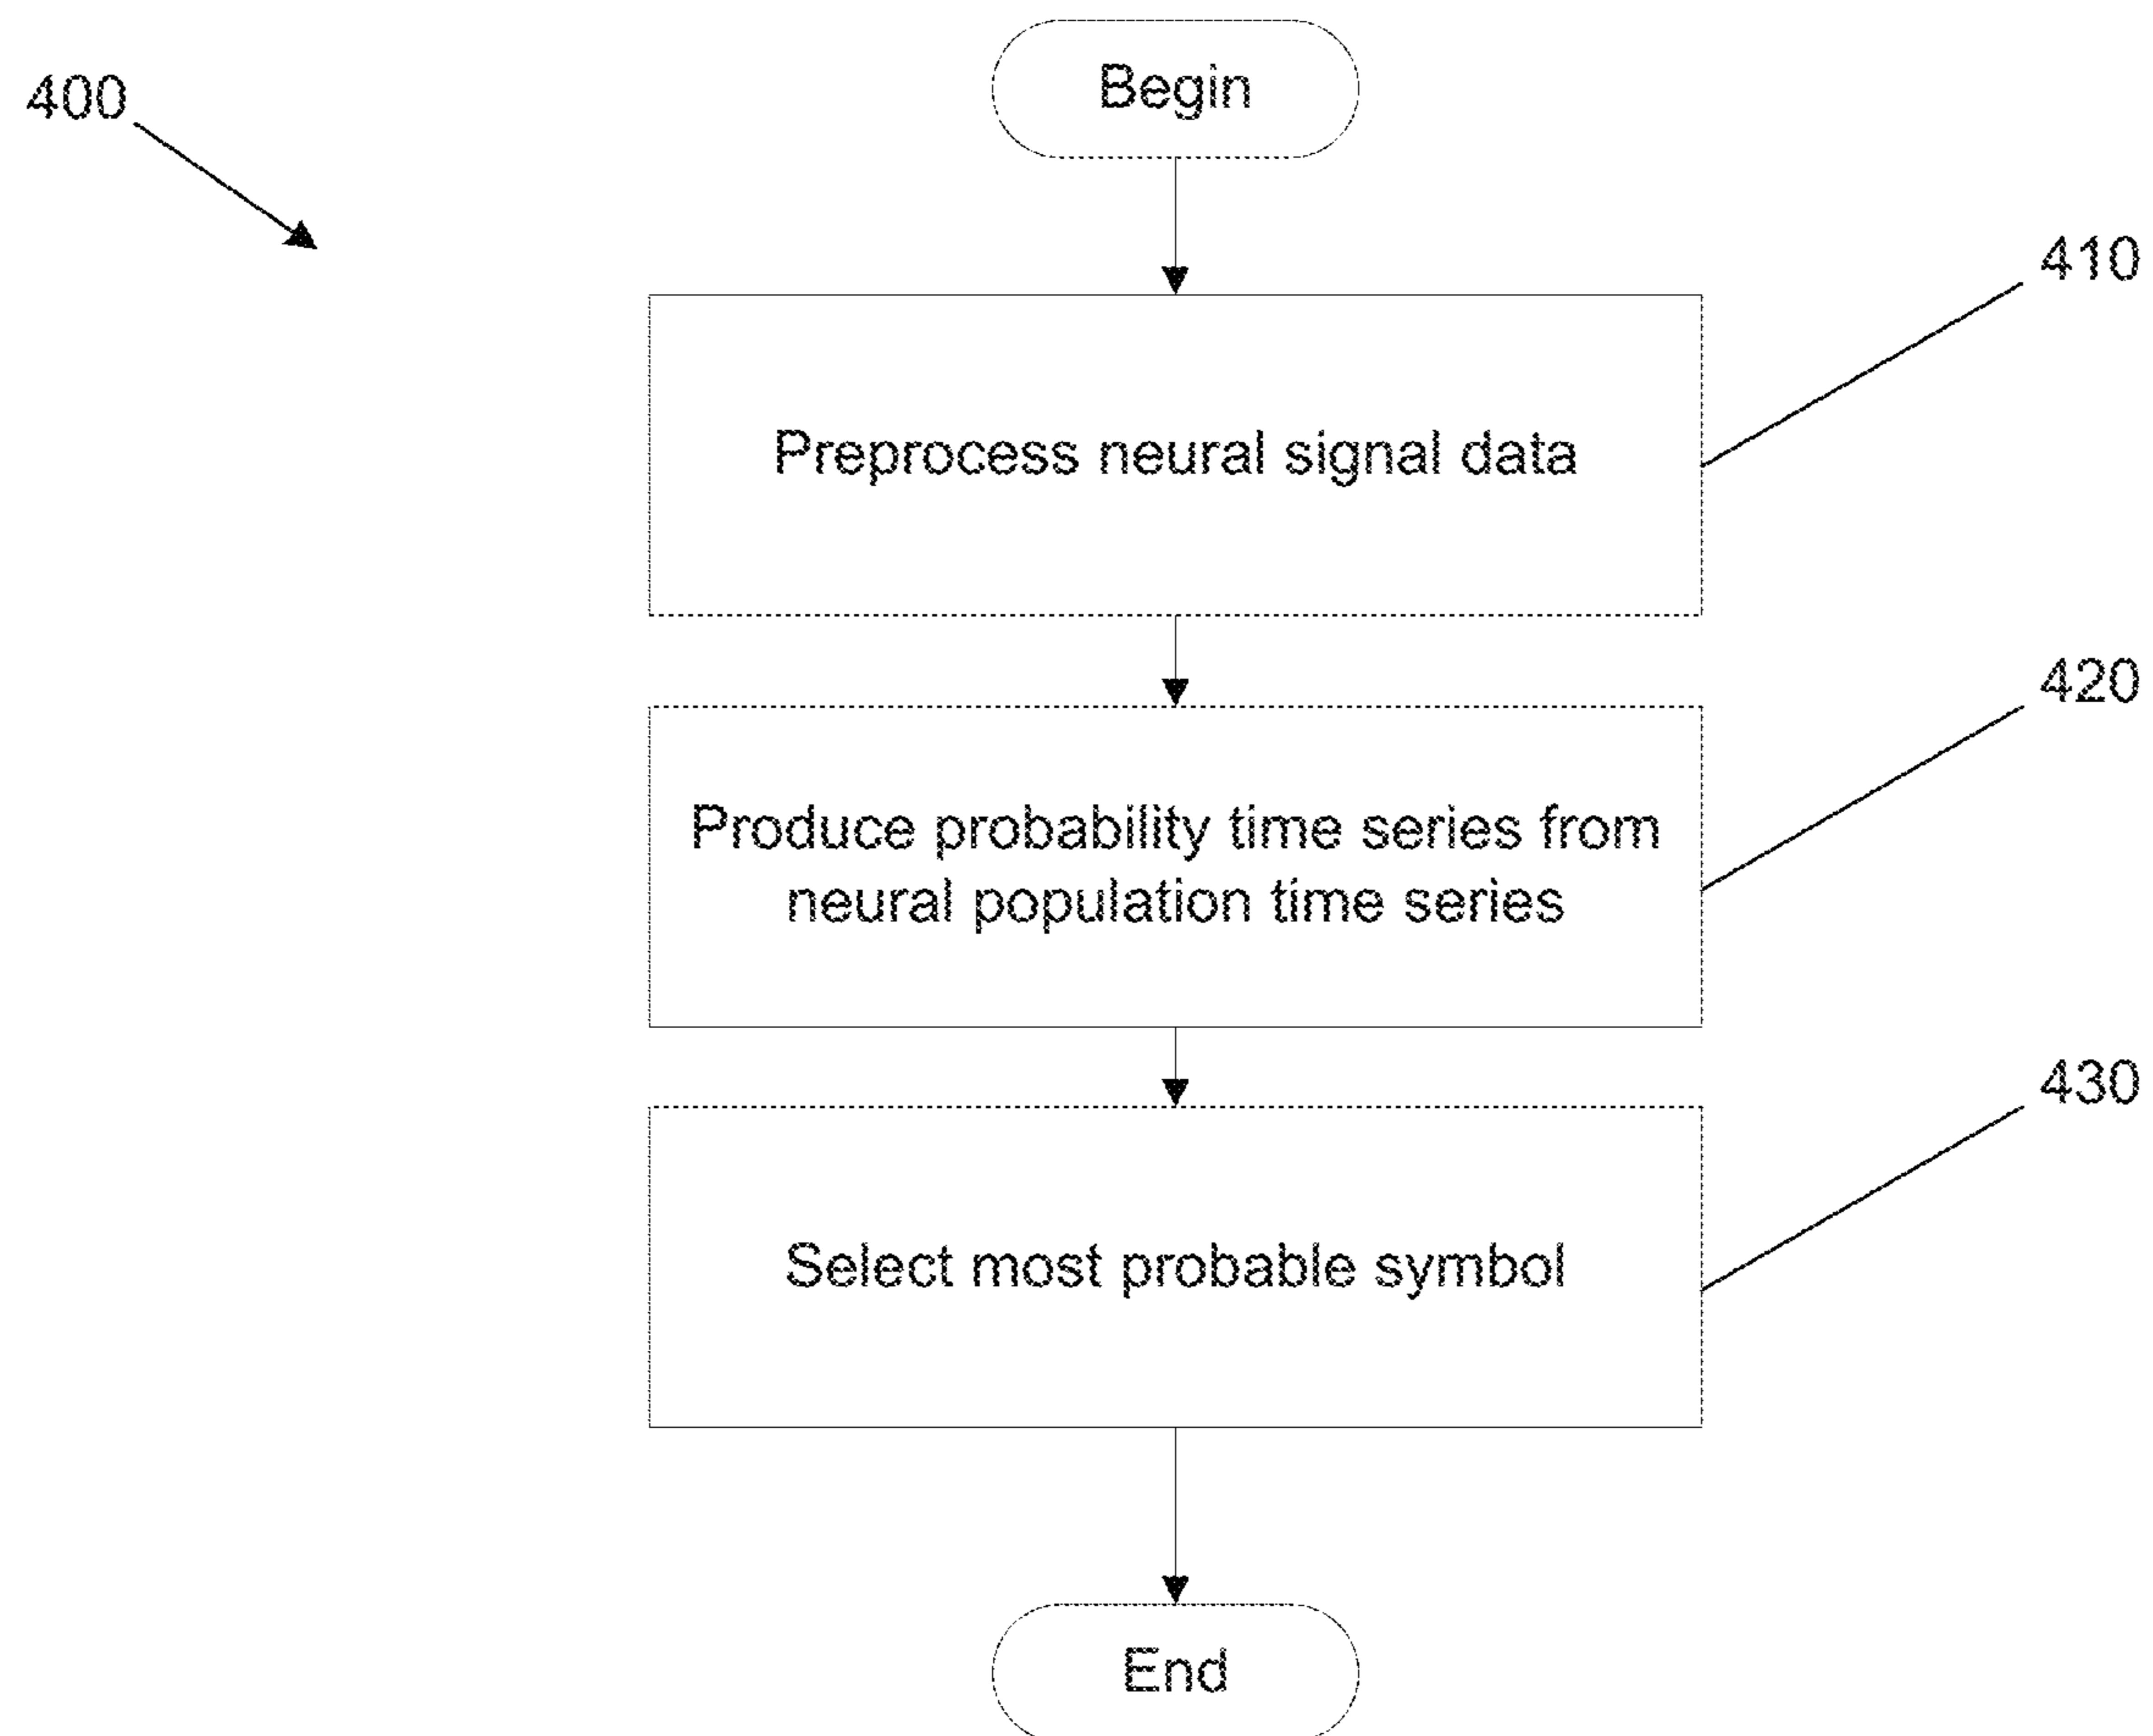 400
Begin
410
Preprocess neural signal data
420
Produce probability time series from
neural population time series
430
Select most probable symbol
End